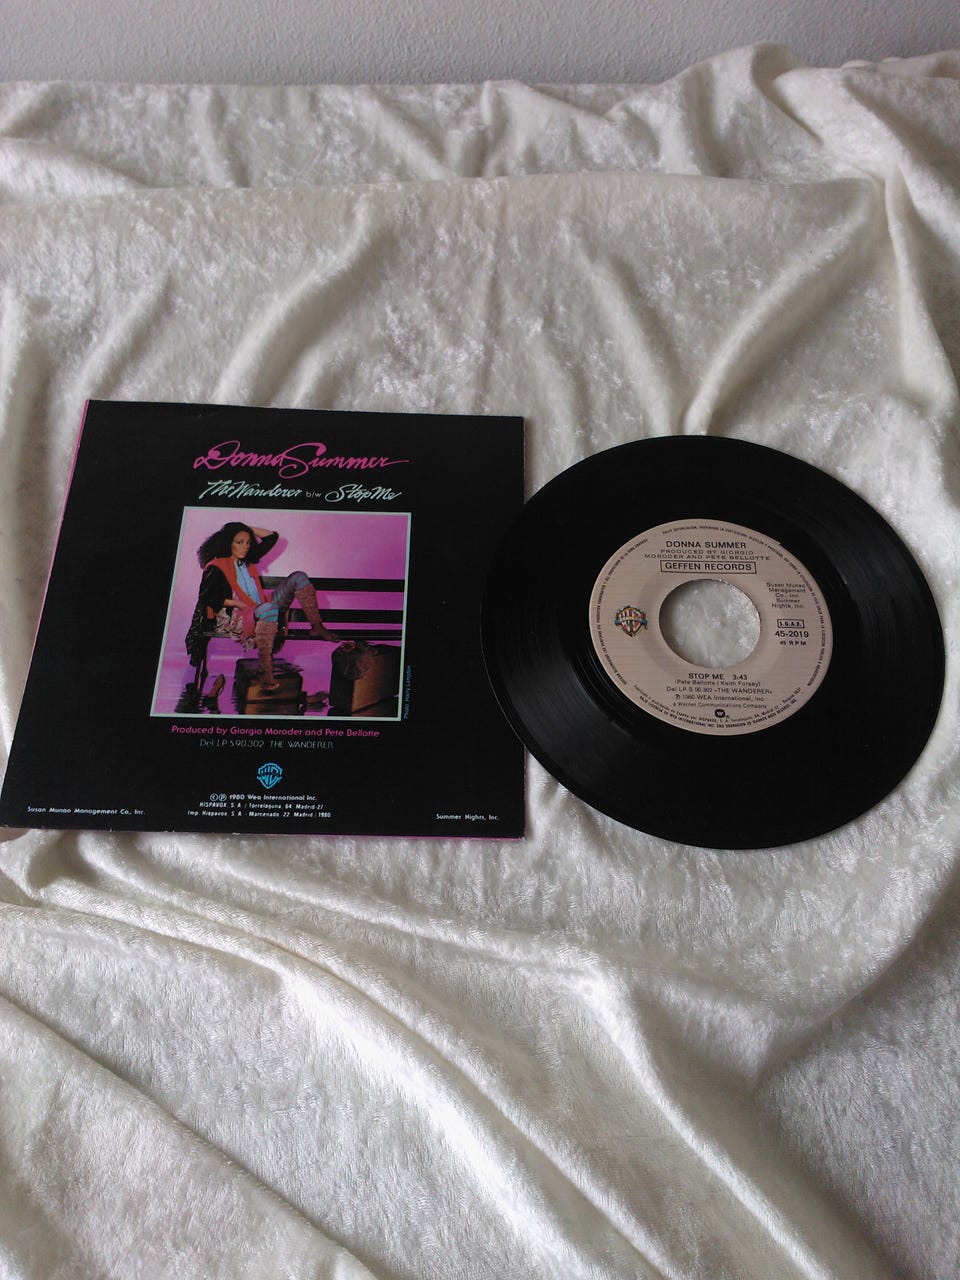 Donna Summer
The Wanderer b/w Stop Me
Photo: Harry Langdon
Produced by Giorgio Moroder and Pete Bellotte
Del LP S 90.302 THE WANDERER
© ℗ 1980 Wea International Inc.
HISPAVOX, S. A. / Torrelaguna, 64. Madrid-27
Imp. Hispavox, S. A. - Marcenado, 22 Madrid / 1980
Susan Munao Management Co., Inc.
Summer Nights, Inc.
DONNA SUMMER
PRODUCED BY GIORGIO
MORODER AND PETE BELLOTTE
GEFFEN RECORDS
Susan Munao
Management
Co., Inc.
Summer
Nights, Inc.
S.G.A.E.
45-2019
45 RPM
STOP ME 3:43
(Pete Bellotte / Keith Forsey)
Del LP S 90.302 «THE WANDERER»
℗ 1980 WEA International, Inc
a Warner Communications Company